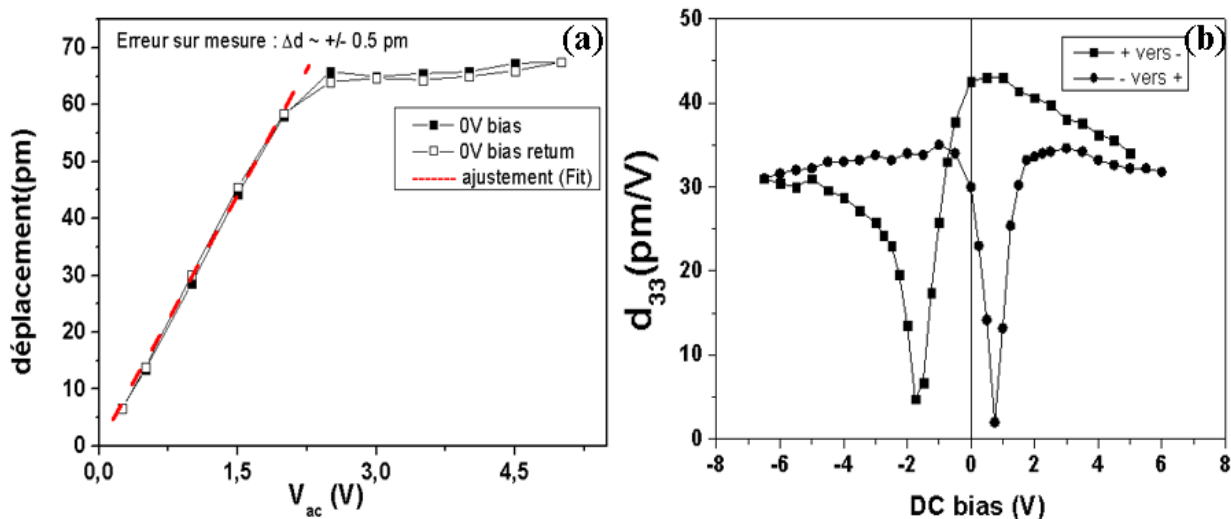 Erreur sur mesure : Δd ~ +/- 0.5 pm
(a)
70
60
50
40
30
20
10
0
déplacement(pm)
0V bias
0V bias return
ajustement (Fit)
0,0
1,5
3,0
4,5
V_ac (V)
(b)
50
40
30
20
10
0
d_33(pm/V)
+ vers -
- vers +
-8
-6
-4
-2
0
2
4
6
8
DC bias (V)